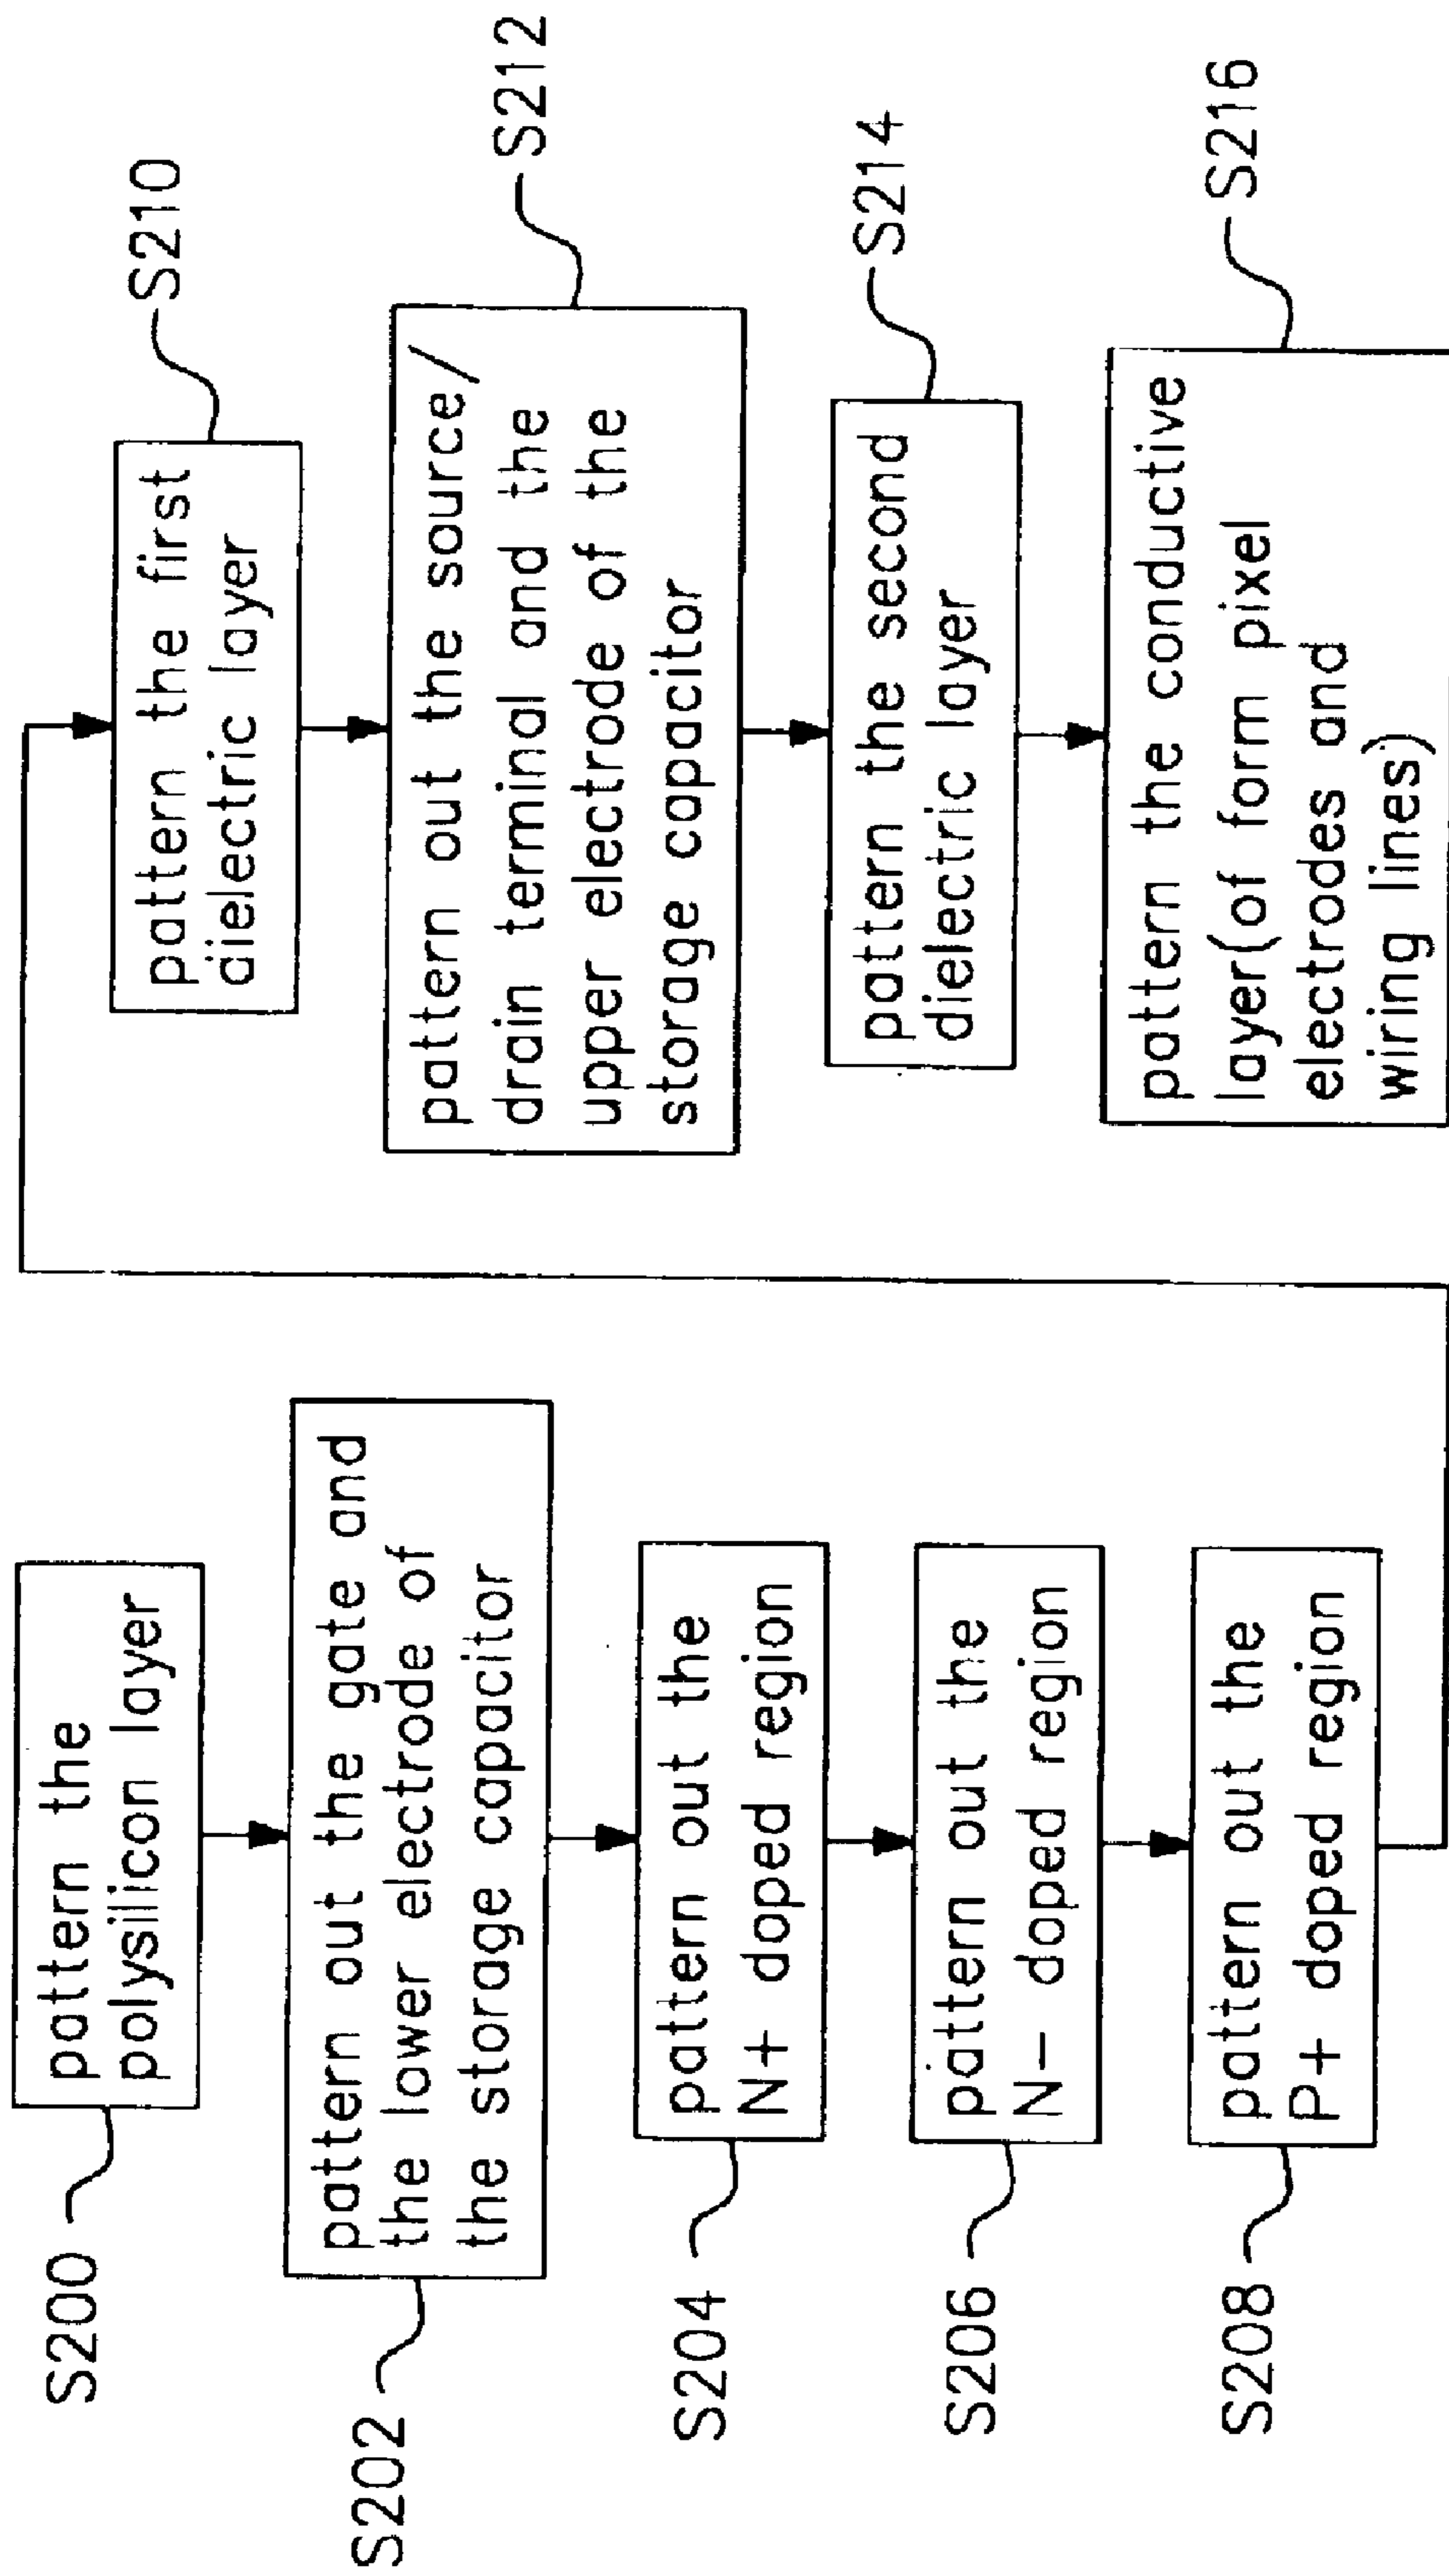 S200
pattern the
polysilicon layer
S202
pattern out the gate and
the lower electrode of
the storage capacitor
S204
pattern out the
N+ doped region
S206
pattern out the
N- doped region
S208
pattern out the
P+ doped region
S210
pattern the first
dielectric layer
S212
pattern out the source/
drain terminal and the
upper electrode of the
storage capacitor
S214
pattern the second
dielectric layer
S216
pattern the conductive
layer(of form pixel
electrodes and
wiring lines)